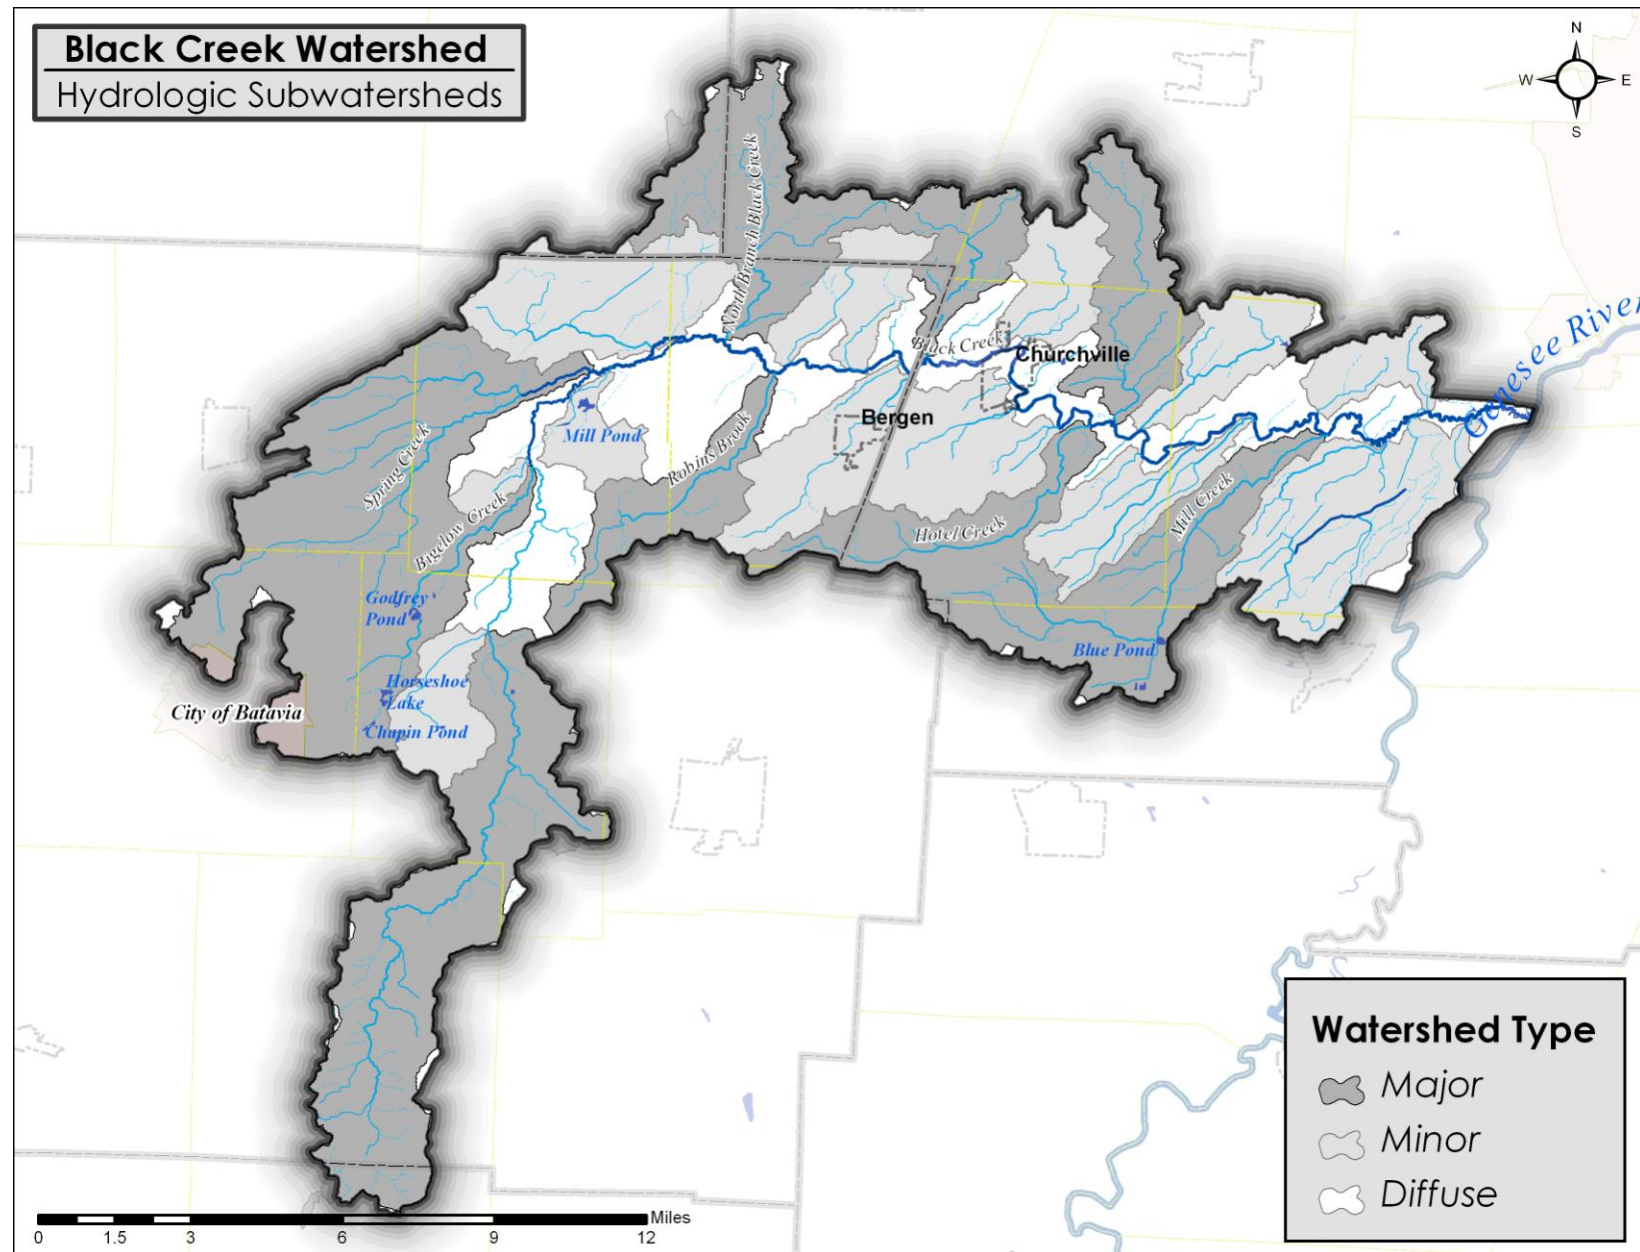 Black Creek Watershed
Hydrologic Subwatersheds
N
W
E
S
North Branch Black Creek
Genesee River
Black Creek
Churchville
Bergen
Mill Pond
Spring Creek
Robins Brook
Bigelow Creek
Mill Creek
Hotel Creek
Godfrey
Pond
Blue Pond
Horseshoe
Lake
City of Batavia
Chapin Pond
Watershed Type
Major
Minor
Diffuse
Miles
0
1.5
3
6
9
12